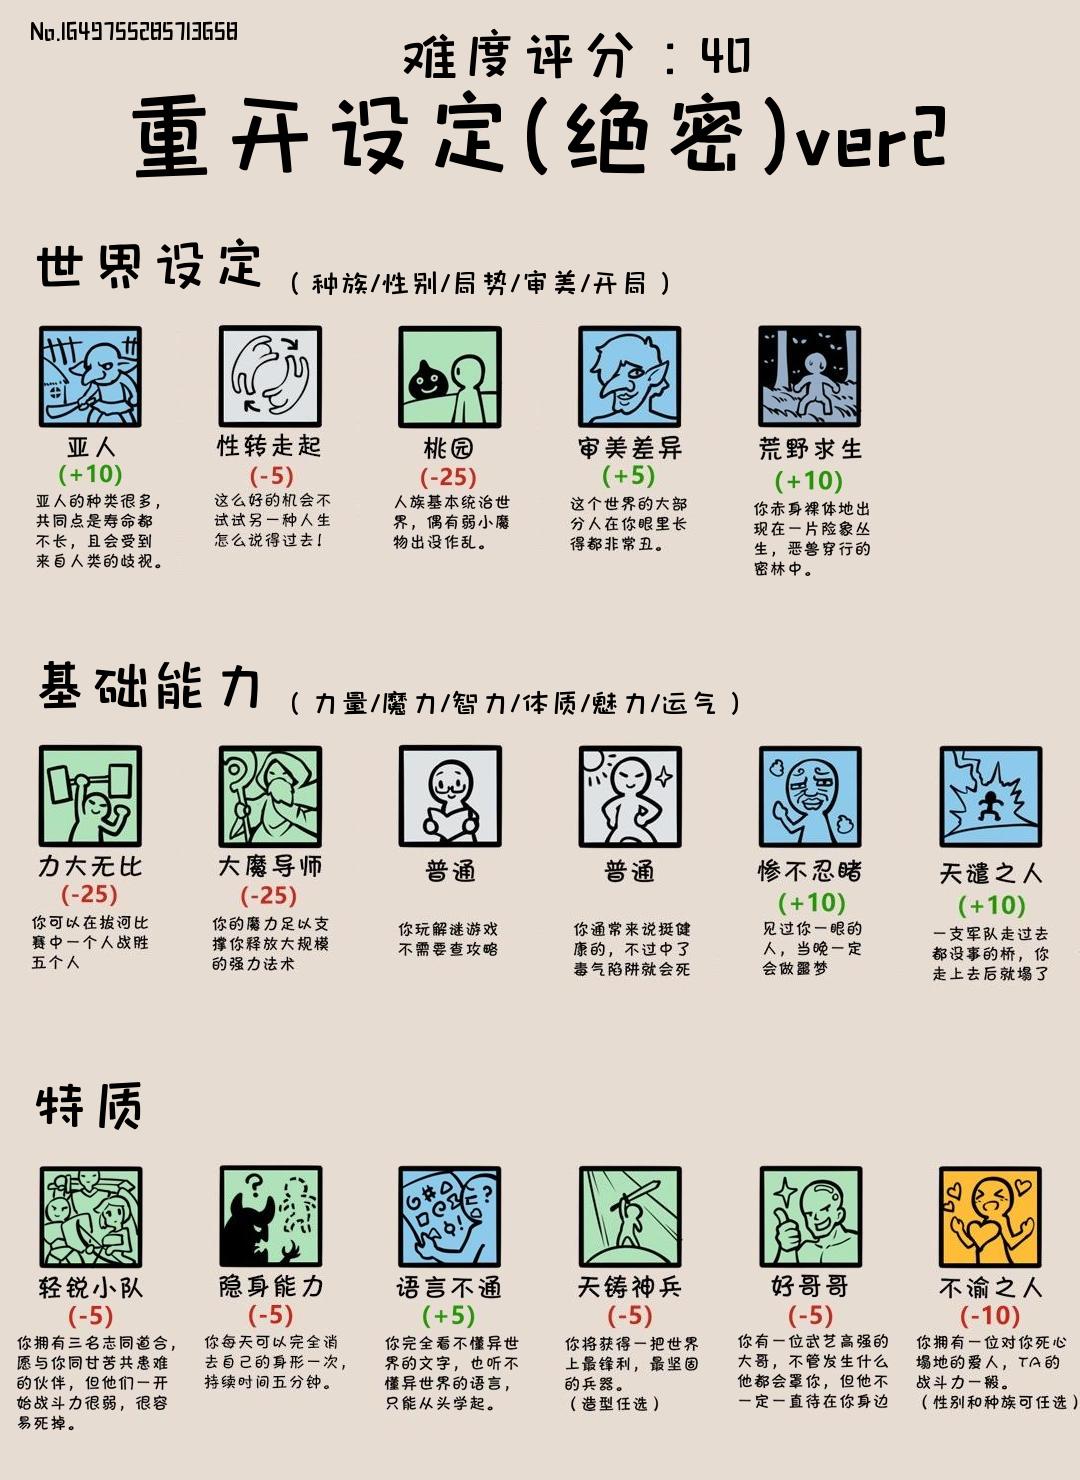 No.1649755285713658
难度评分：40
重开设定(绝密)ver2
世界设定（种族/性别/局势/审美/开局）
亚人
(+10)
亚人的种类很多，
共同点是寿命都
不长，且会受到
来自人类的歧视。
性转走起
(-5)
这么好的机会不
试试另一种人生
怎么说得过去！
桃园
(-25)
人族基本统治世
界，偶有弱小魔
物出没作乱。
审美差异
(+5)
这个世界的大部
分人在你眼里长
得都非常丑。
荒野求生
(+10)
你赤身裸体地出
现在一片险象丛
生，恶兽穿行的
密林中。
基础能力（力量/魔力/智力/体质/魅力/运气）
力大无比
(-25)
你可以在拔河比
赛中一个人战胜
五个人
大魔导师
(-25)
你的魔力足以支
撑你释放大规模
的强力法术
普通
你玩解谜游戏
不需要查攻略
普通
你通常来说挺健
康的，不过中了
毒气陷阱就会死
惨不忍睹
(+10)
见过你一眼的
人，当晚一定
会做噩梦
天谴之人
(+10)
一支军队走过去
都没事的桥，你
走上去后就塌了
特质
轻锐小队
(-5)
你拥有三名志同道合，
愿与你同甘苦共患难
的伙伴，但他们一开
始战斗力很弱，很容
易死掉。
隐身能力
(-5)
你每天可以完全消
去自己的身形一次，
持续时间五分钟。
语言不通
(+5)
你完全看不懂异世
界的文字，也听不
懂异世界的语言，
只能从头学起。
天铸神兵
(-5)
你将获得一把世界
上最锋利，最坚固
的兵器。
（造型任选）
好哥哥
(-5)
你有一位武艺高强的
大哥，不管发生什么
他都会罩你，但他不
一定一直待在你身边
不渝之人
(-10)
你拥有一位对你死心
塌地的爱人，TA的
战斗力一般。
（性别和种族可任选）